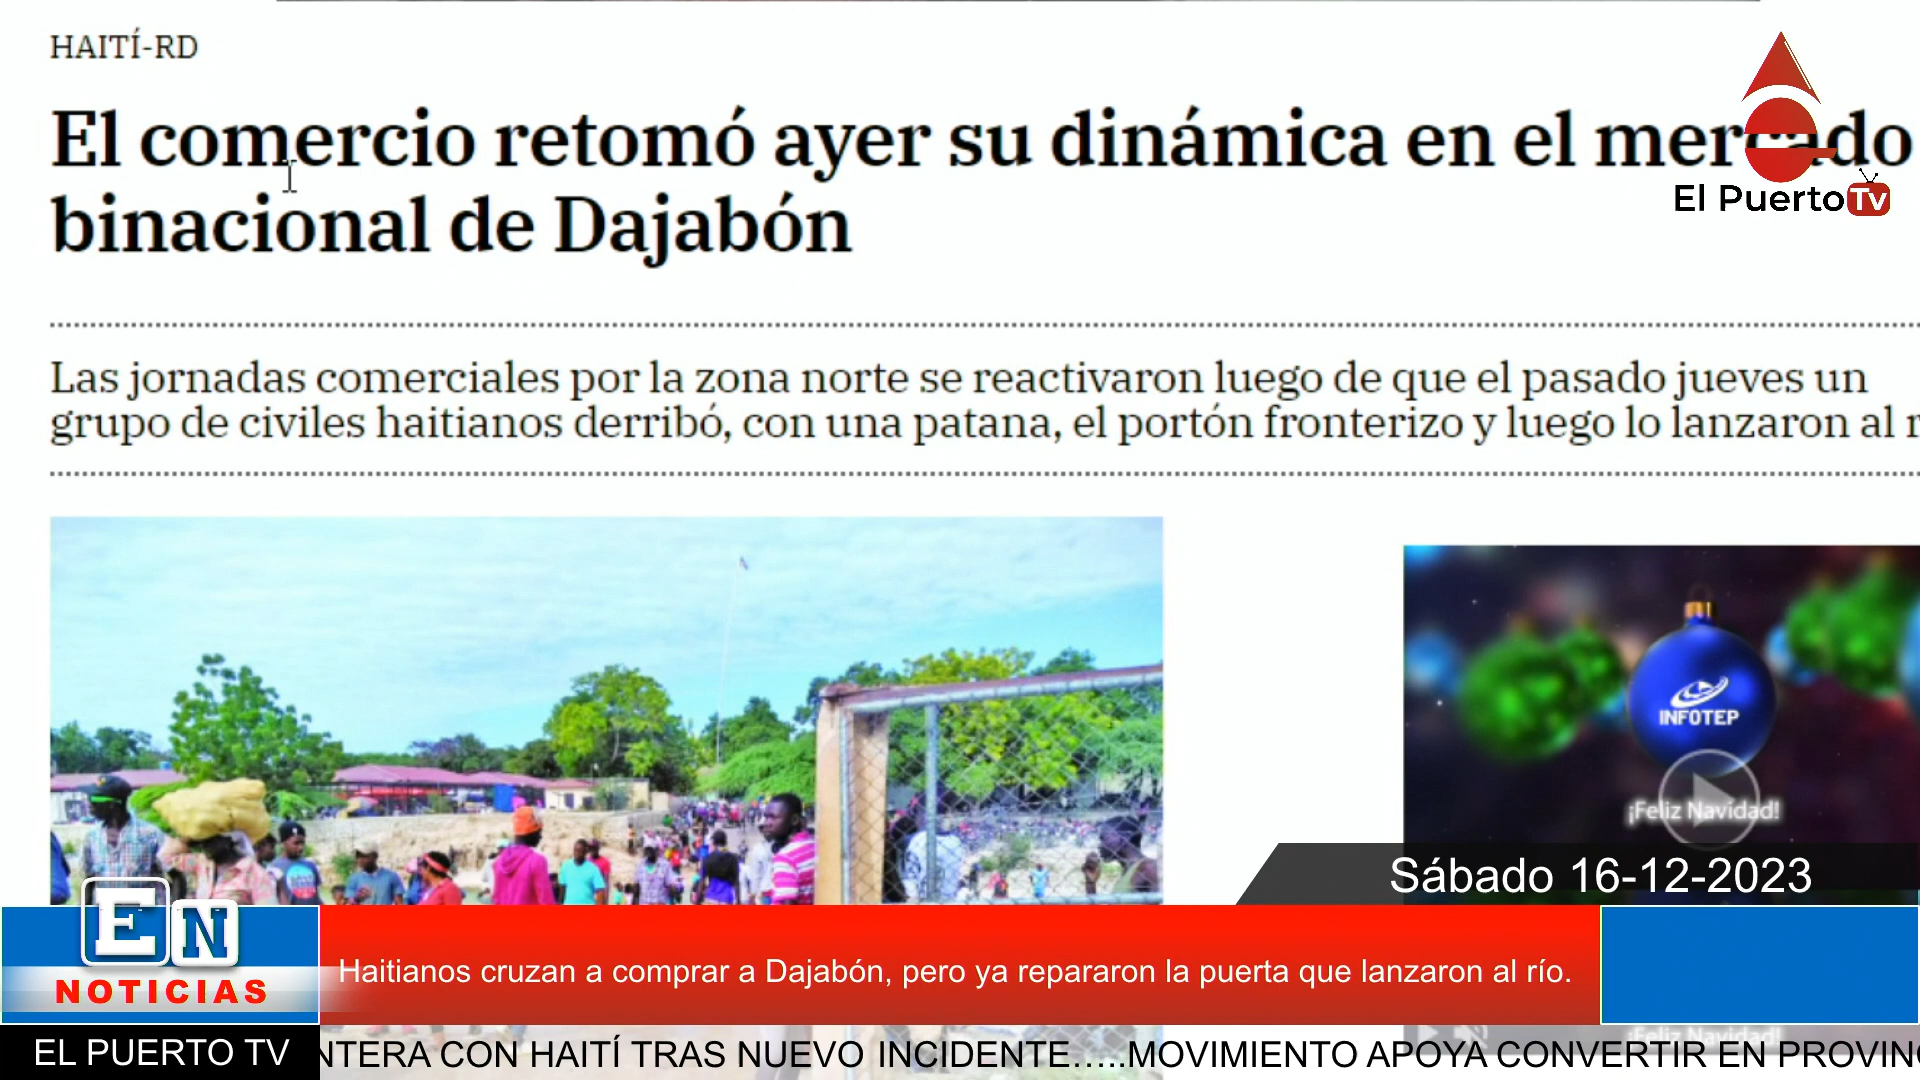 HAITÍ-RD
El comercio retomó ayer su dinámica en el mercado
binacional de Dajabón
El Puerto Tv
Las jornadas comerciales por la zona norte se reactivaron luego de que el pasado jueves un
grupo de civiles haitianos derribó, con una patana, el portón fronterizo y luego lo lanzaron al
INFOTEP
¡Feliz Navidad!
Sábado 16-12-2023
EN
NOTICIAS
Haitianos cruzan a comprar a Dajabón, pero ya repararon la puerta que lanzaron al río.
¡Feliz Navidad!
EL PUERTO TV
NTERA CON HAITÍ TRAS NUEVO INCIDENTE…..MOVIMIENTO APOYA CONVERTIR EN PROVINC